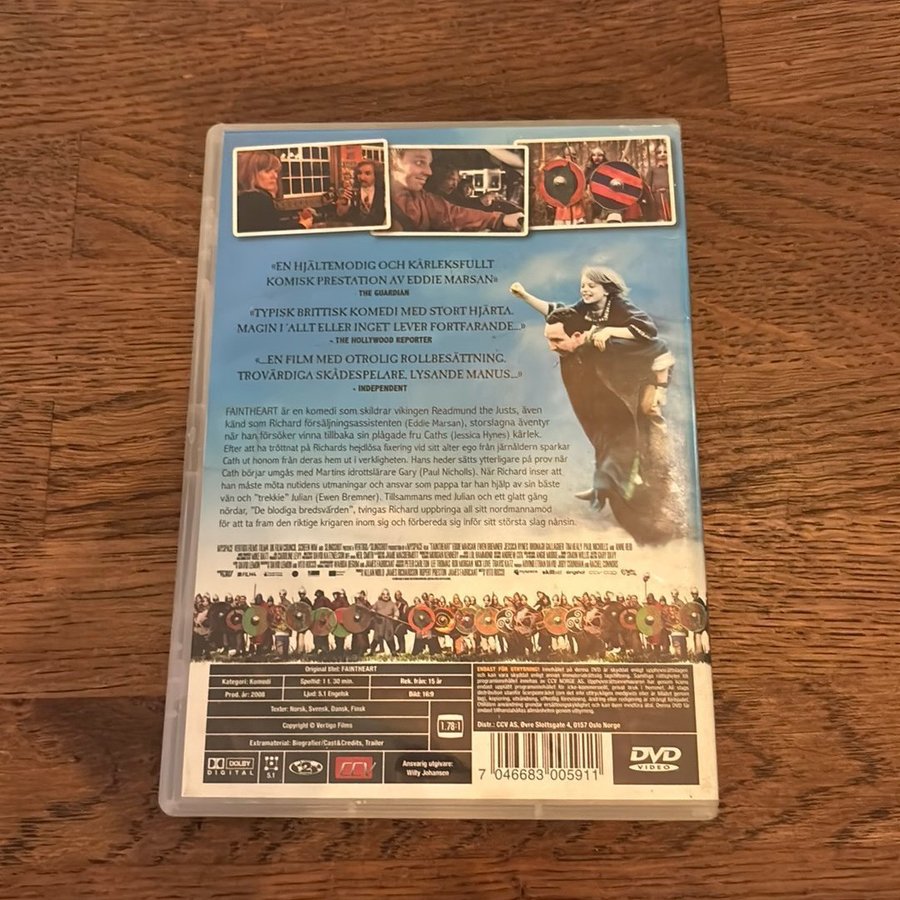 «EN HJÄLTEMODIG OCH KÄRLEKSFULLT
KOMISK PRESTATION AV EDDIE MARSAN»
THE GUARDIAN
«TYPISK BRITTISK KOMEDI MED STORT HJÄRTA.
MAGIN I ´ALLT ELLER INGET´ LEVER FORTFARANDE...»
- THE HOLLYWOOD REPORTER
«...EN FILM MED OTROLIG ROLLBESÄTTNING,
TROVÄRDIGA SKÅDESPELARE, LYSANDE MANUS...»
- INDEPENDENT
FAINTHEART är en komedi som skildrar vikingen Readmund the Justs, även
känd som Richard försäljningsassistenten (Eddie Marsan), storslagna äventyr
när han försöker vinna tillbaka sin plågade fru Caths (Jessica Hynes) kärlek.
Efter att ha tröttnat på Richards hejdlösa fixering vid sitt alter ego från järnåldern sparkar
Cath ut honom från deras hem ut i verkligheten. Hans heder sätts ytterligare på prov när
Cath börjar umgås med Martins idrottslärare Gary (Paul Nicholls). När Richard inser att
han måste möta nutidens utmaningar och ansvar som pappa tar han hjälp av sin bäste
vän och "trekkie" Julian (Ewen Bremner). Tillsammans med Julian och ett glatt gäng
nördar, "De blodiga bredsvärden", tvingas Richard uppbringa all sitt nordmannamod
för att ta fram den riktige krigaren inom sig och förbereda sig inför sitt största slag nånsin.
Original titel: FAINTHEART
Kategori: Komedi
Speltid: 1 t. 30 min.
Rek. från: 15 år
Prod. år: 2008
Ljud: 5.1 Engelsk
Bild: 16:9
Texter: Norsk, Svensk, Dansk, Finsk
Copyright © Vertigo Films
1.78:1
Extramaterial: Biografier/Cast&Credits, Trailer
DOLBY
DIGITAL
5.1
CCV
Ansvarig utgivare:
Willy Johansen
ENDAST FÖR UTHYRNING!
Distr.: CCV AS, Øvre Slottsgate 4, 0157 Oslo Norge
7 046683 005911
DVD
VIDEO